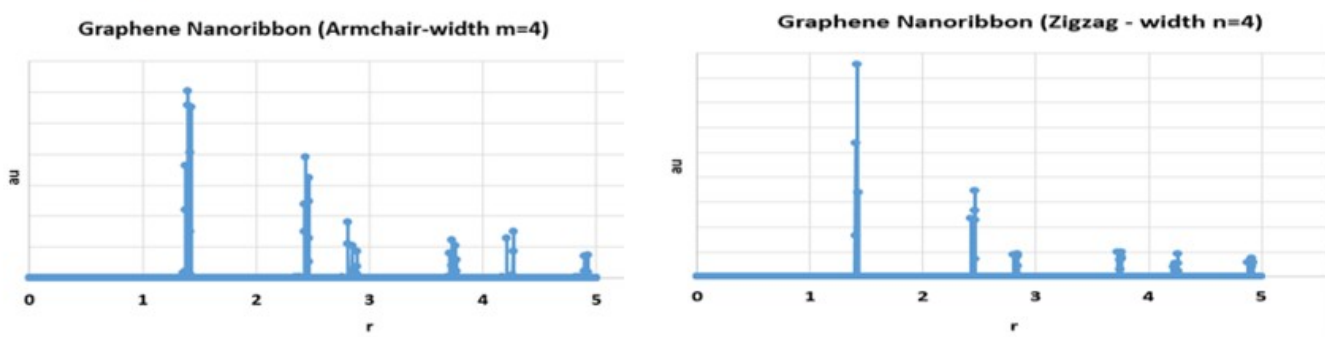 Graphene Nanoribbon (Armchair-width m=4)
au
0 1 2 3 4 5
r
Graphene Nanoribbon (Zigzag - width n=4)
au
0 1 2 3 4 5
r